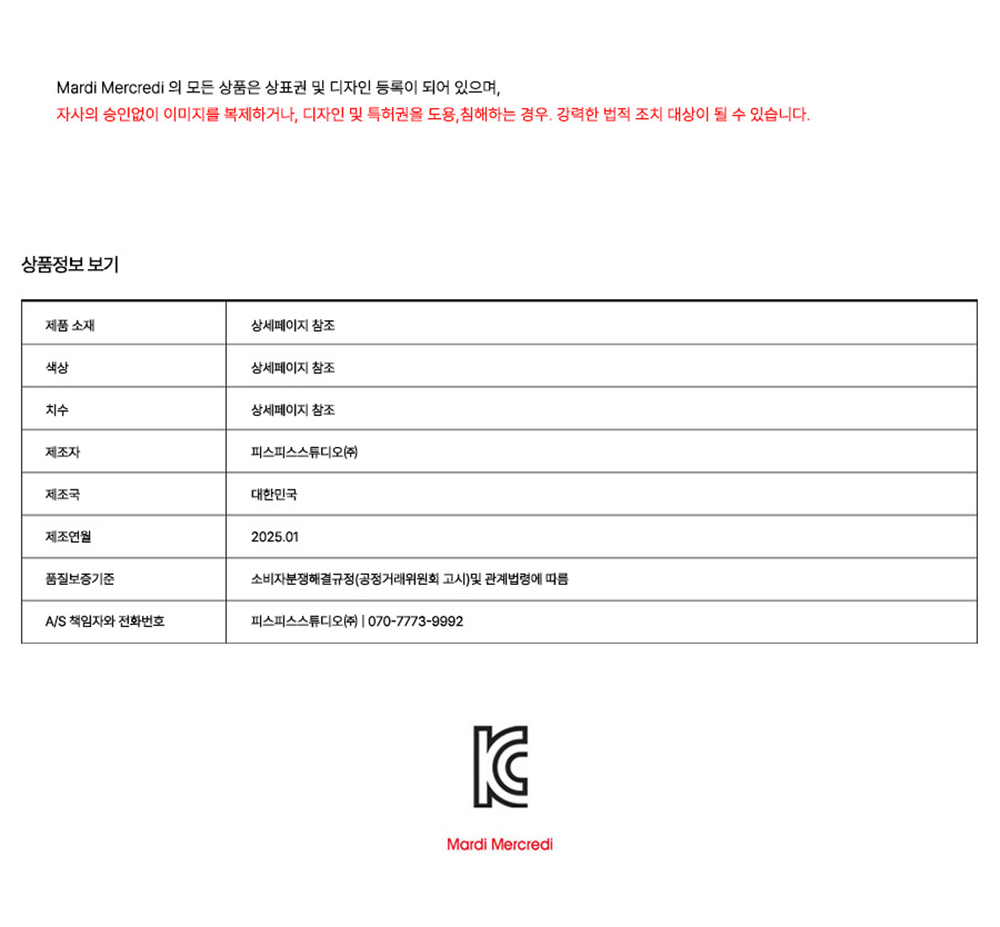 Mardi Mercredi 의 모든 상품은 상표권 및 디자인 등록이 되어 있으며,
자사의 승인없이 이미지를 복제하거나, 디자인 및 특허권을 도용,침해하는 경우. 강력한 법적 조치 대상이 될 수 있습니다.
상품정보 보기
제품 소재 상세페이지 참조
색상 상세페이지 참조
치수 상세페이지 참조
제조자 피스피스스튜디오㈜
제조국 대한민국
제조연월 2025.01
품질보증기준 소비자분쟁해결규정(공정거래위원회 고시)및 관계법령에 따름
A/S 책임자와 전화번호 피스피스스튜디오㈜ | 070-7773-9992
KC
Mardi Mercredi